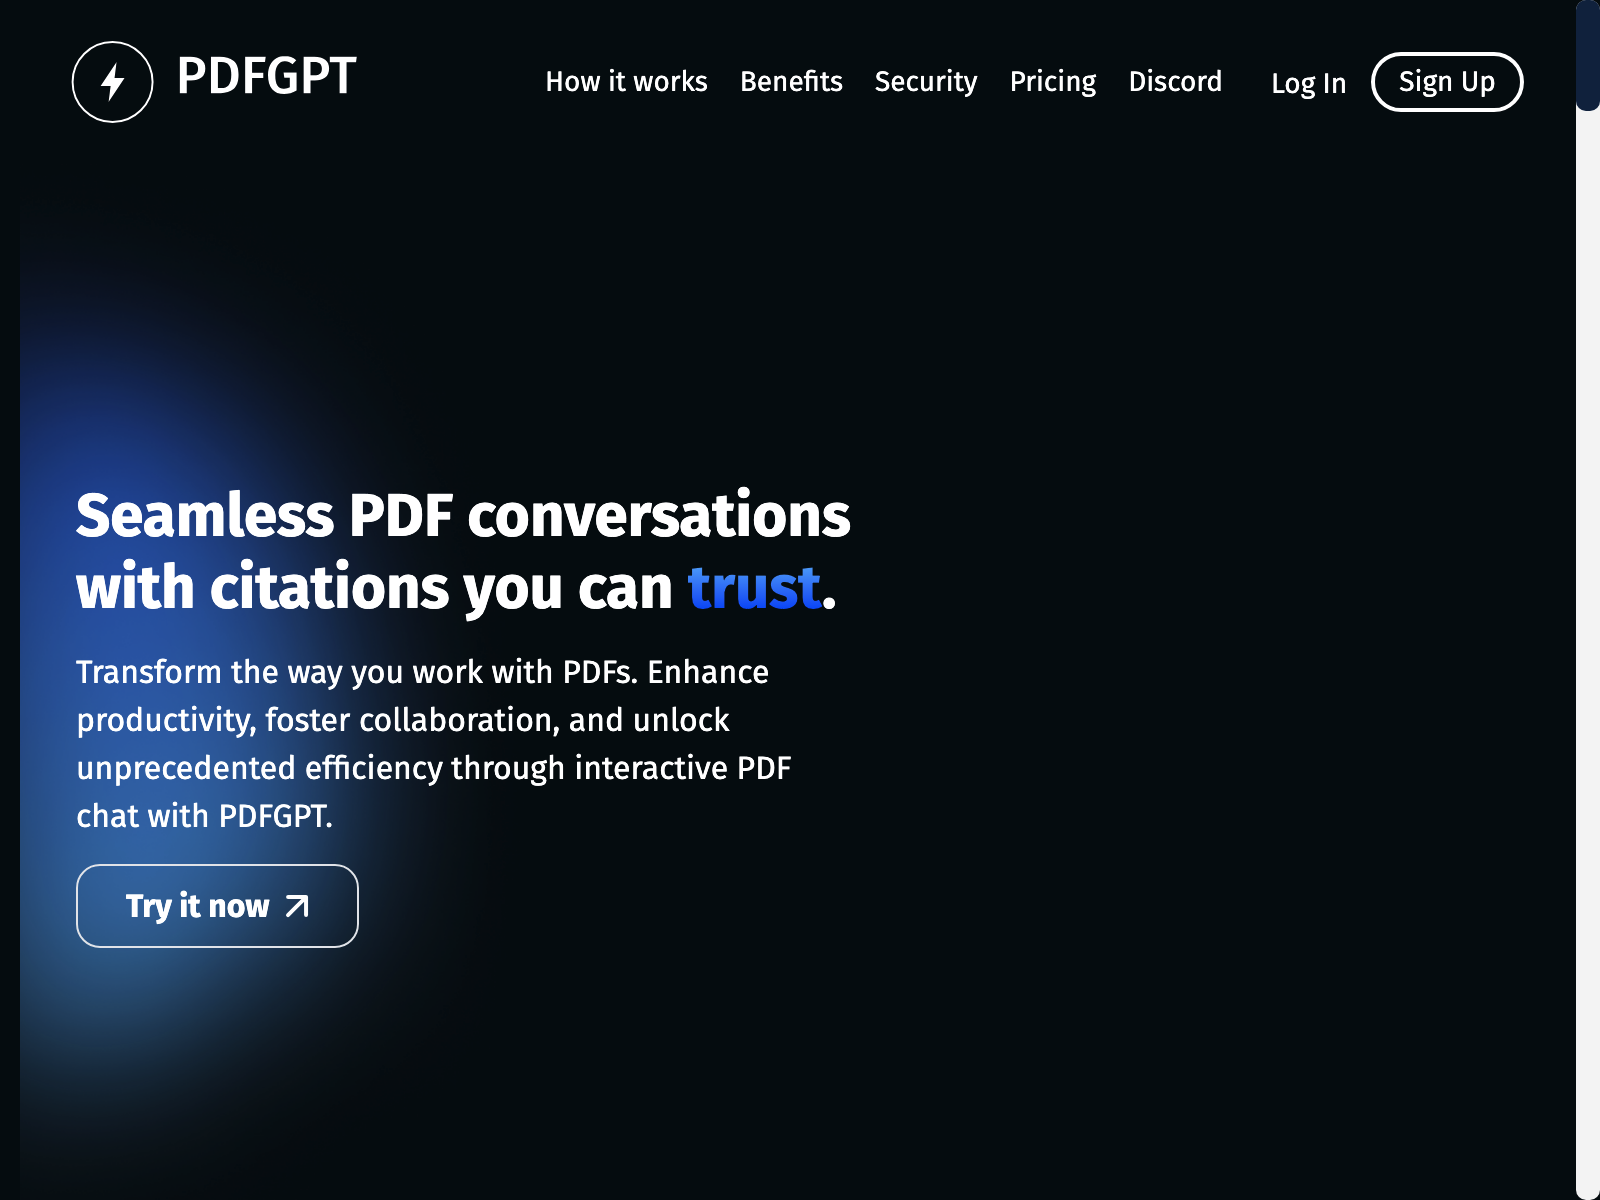 PDFGPT
How it works Benefits Security Pricing Discord Log In Sign Up
Seamless PDF conversations
with citations you can trust.
Transform the way you work with PDFs. Enhance
productivity, foster collaboration, and unlock
unprecedented efficiency through interactive PDF
chat with PDFGPT.
Try it now